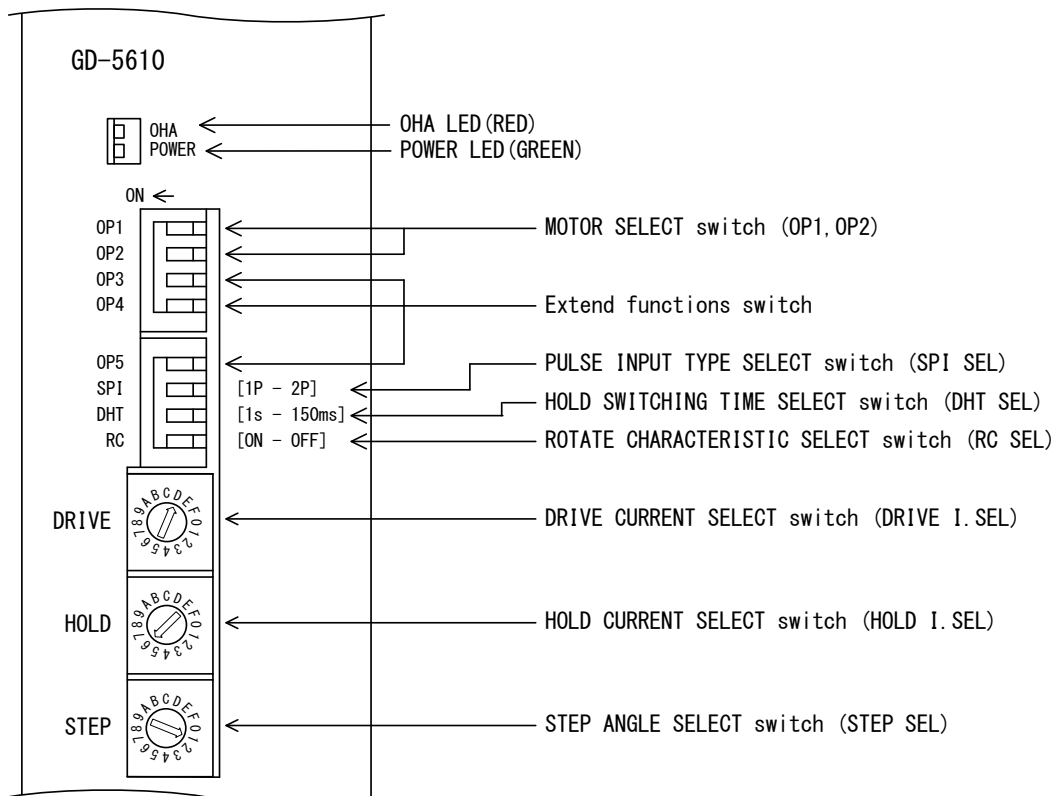 GD-5610
OHA OHA LED(RED)
POWER POWER LED(GREEN)
ON
OP1 MOTOR SELECT switch (OP1,OP2)
OP2
OP3
OP4 Extend functions switch
OP5 PULSE INPUT TYPE SELECT switch (SPI SEL)
SPI [1P - 2P]
DHT [1s - 150ms] HOLD SWITCHING TIME SELECT switch (DHT SEL)
RC [ON - OFF] ROTATE CHARACTERISTIC SELECT switch (RC SEL)
DRIVE 0123456789ABCDEF DRIVE CURRENT SELECT switch (DRIVE I.SEL)
HOLD 0123456789ABCDEF HOLD CURRENT SELECT switch (HOLD I.SEL)
STEP 0123456789ABCDEF STEP ANGLE SELECT switch (STEP SEL)